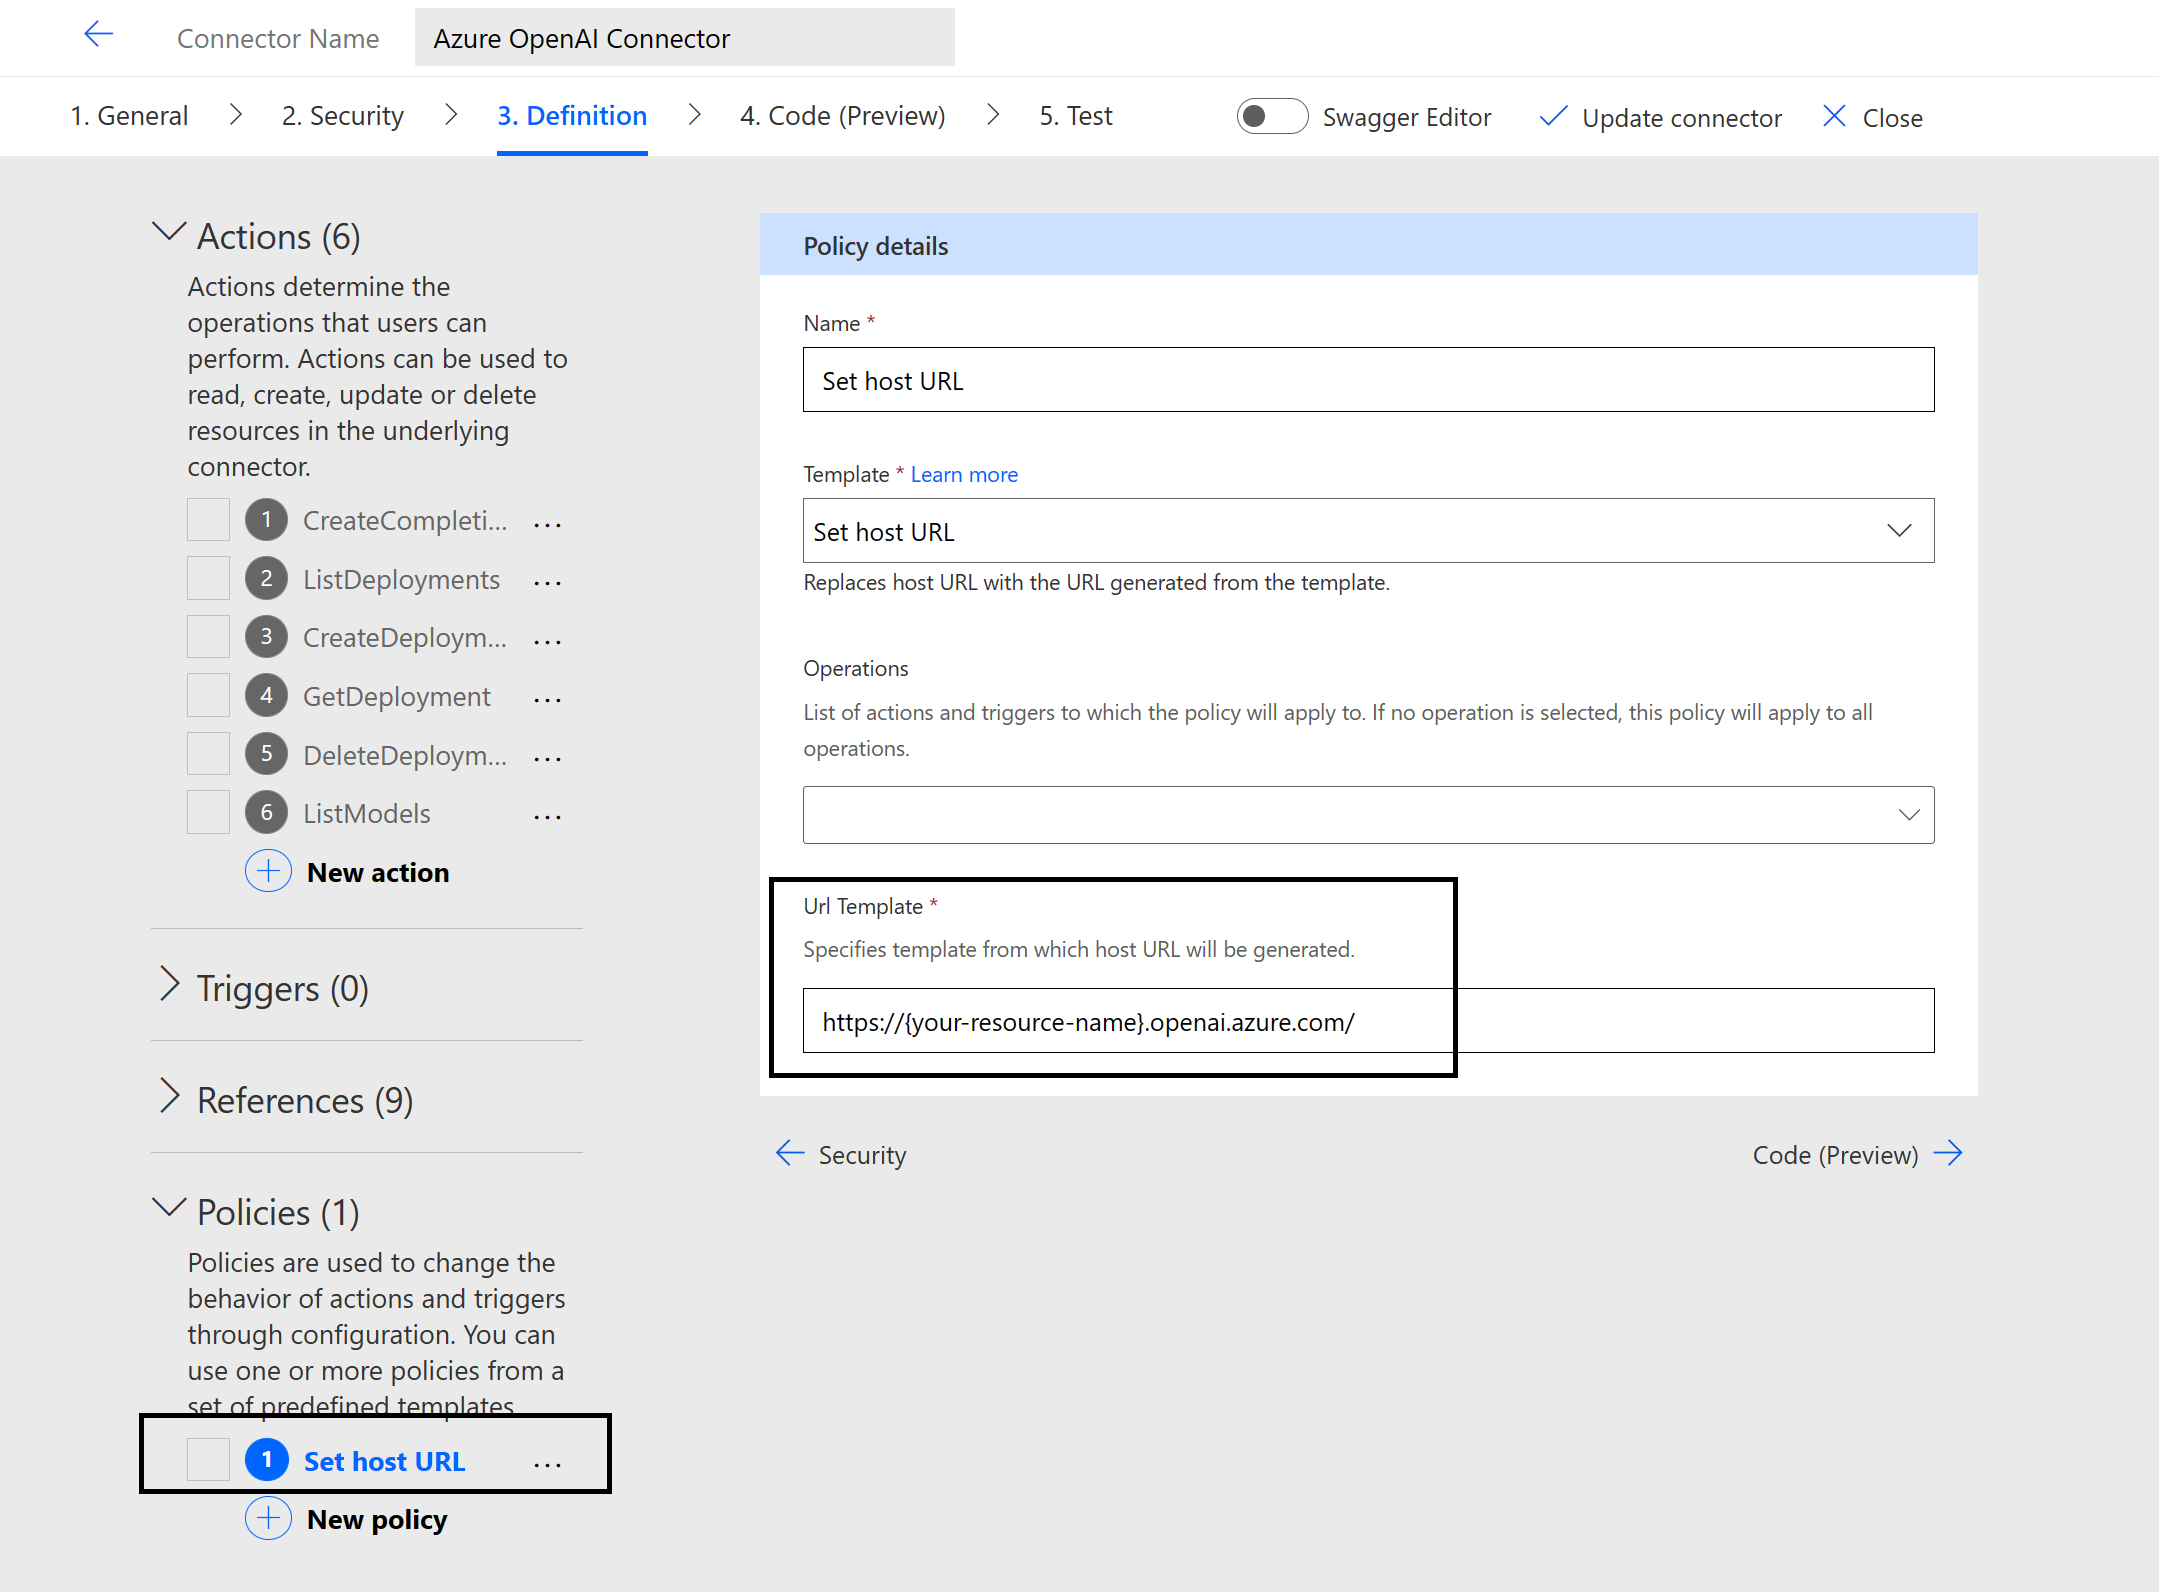 Connector Name
Azure OpenAI Connector
1. General
2. Security
3. Definition
4. Code (Preview)
5. Test
Swagger Editor
Update connector
Close
Actions (6)
Actions determine the
operations that users can
perform. Actions can be used to
read, create, update or delete
resources in the underlying
connector.
1 CreateCompleti... ...
2 ListDeployments ...
3 CreateDeploym... ...
4 GetDeployment ...
5 DeleteDeploym... ...
6 ListModels ...
New action
Triggers (0)
References (9)
Policies (1)
Policies are used to change the
behavior of actions and triggers
through configuration. You can
use one or more policies from a
set of predefined templates
1 Set host URL ...
New policy
Policy details
Name *
Set host URL
Template * Learn more
Set host URL
Replaces host URL with the URL generated from the template.
Operations
List of actions and triggers to which the policy will apply to. If no operation is selected, this policy will apply to all
operations.
Url Template *
Specifies template from which host URL will be generated.
https://{your-resource-name}.openai.azure.com/
Security
Code (Preview)